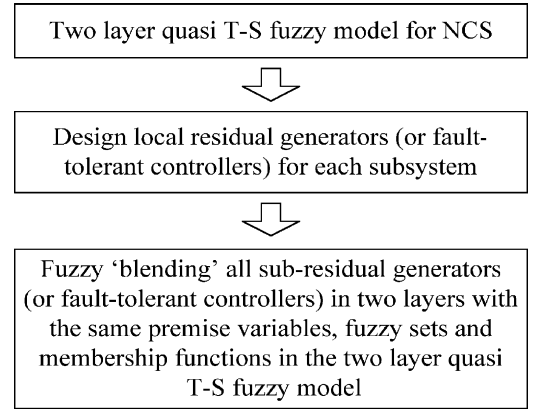 Two layer quasi T-S fuzzy model for NCS
Design local residual generators (or fault-
tolerant controllers) for each subsystem
Fuzzy ‘blending’ all sub-residual generators
(or fault-tolerant controllers) in two layers with
the same premise variables, fuzzy sets and
membership functions in the two layer quasi
T-S fuzzy model